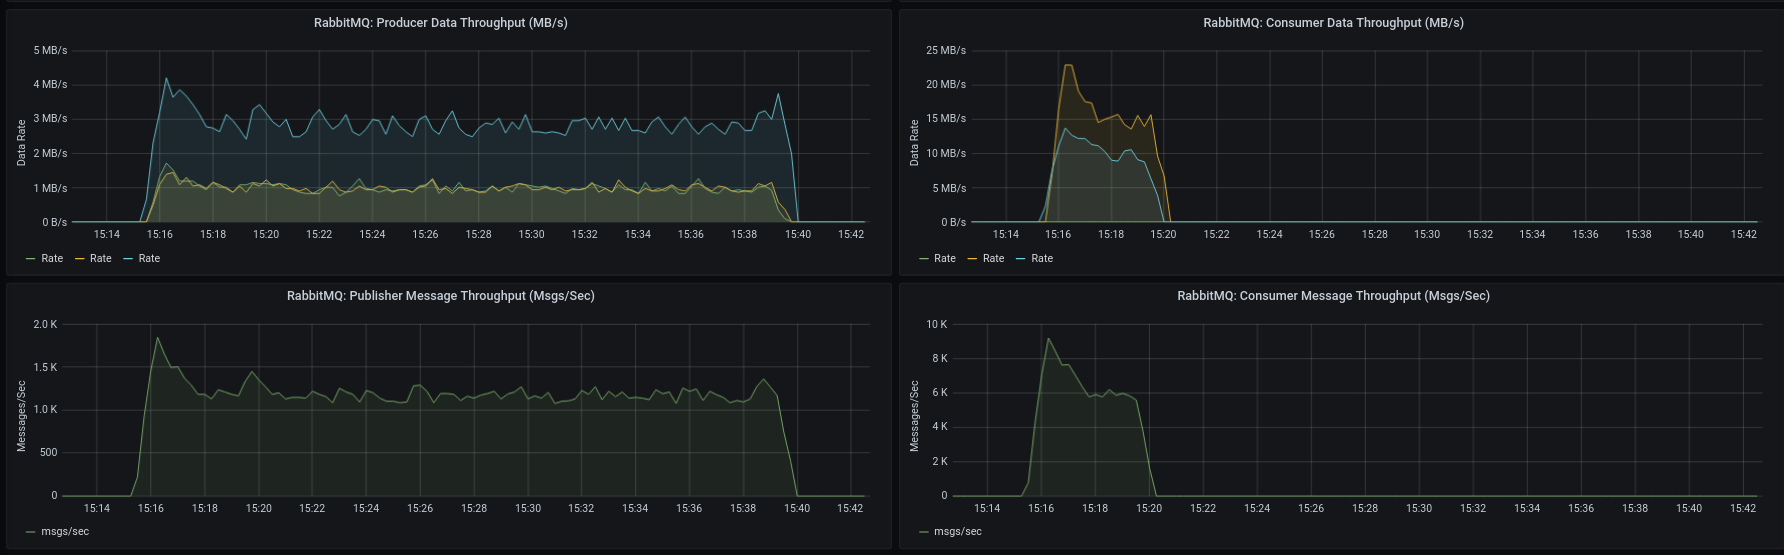 RabbitMQ: Producer Data Throughput (MB/s)
5 MB/s
4 MB/s
3 MB/s
2 MB/s
1 MB/s
0 B/s
Data Rate
15:14 15:16 15:18 15:20 15:22 15:24 15:26 15:28 15:30 15:32 15:34 15:36 15:38 15:40 15:42
Rate Rate Rate
RabbitMQ: Consumer Data Throughput (MB/s)
25 MB/s
20 MB/s
15 MB/s
10 MB/s
5 MB/s
0 B/s
Data Rate
15:14 15:16 15:18 15:20 15:22 15:24 15:26 15:28 15:30 15:32 15:34 15:36 15:38 15:40 15:42
Rate Rate Rate
RabbitMQ: Publisher Message Throughput (Msgs/Sec)
2.0 K
1.5 K
1.0 K
500
0
Messages/Sec
15:14 15:16 15:18 15:20 15:22 15:24 15:26 15:28 15:30 15:32 15:34 15:36 15:38 15:40 15:42
msgs/sec
RabbitMQ: Consumer Message Throughput (Msgs/Sec)
10 K
8 K
6 K
4 K
2 K
0
Messages/Sec
15:14 15:16 15:18 15:20 15:22 15:24 15:26 15:28 15:30 15:32 15:34 15:36 15:38 15:40 15:42
msgs/sec